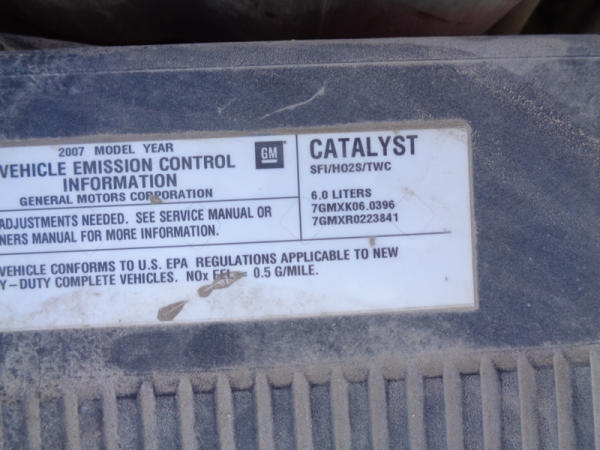 2007 MODEL YEAR
VEHICLE EMISSION CONTROL
INFORMATION
GENERAL MOTORS CORPORATION
GM
CATALYST
SFI/HO2S/TWC
6.0 LITERS
7GMXK06.0396
7GMXR0223841
ADJUSTMENTS NEEDED. SEE SERVICE MANUAL OR
NERS MANUAL FOR MORE INFORMATION.
VEHICLE CONFORMS TO U.S. EPA REGULATIONS APPLICABLE TO NEW
Y-DUTY COMPLETE VEHICLES. NOx FEL = 0.5 G/MILE.